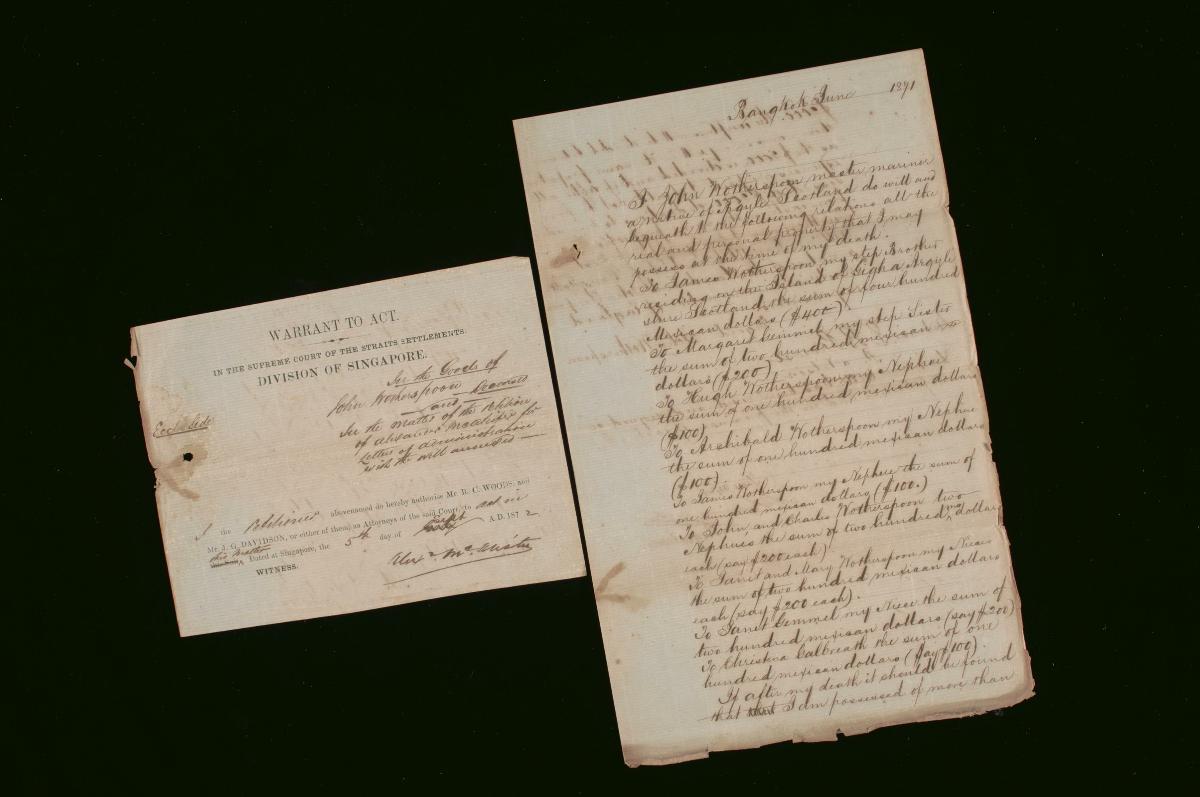 WARRANT TO ACT.
IN THE SUPREME COURT OF THE STRAITS SETTLEMENTS.
DIVISION OF SINGAPORE.
In the Goods of
John Wotherspoon
and Deceased
In the matter of the Petition
of Alexander for
Letters of administration
with the will annexed
I the Petitioner abovenamed do hereby authorise Mr. R. C. WOODS, and
Mr. J. G. DAVIDSON, or either of them, as Attorneys of the said Court, to act in
this matter
Dated at Singapore, the 5th day of Sept A.D. 1872
WITNESS.
Bangkok June 1871
I John Wotherspoon master mariner
a native of Argyle Scotland do will and
bequeath to the following relations all the
real and personal property that I may
possess at the time of my death.
To James Wotherspoon my step Brother
residing on the Island of Gigha Argyle
shire Scotland the sum of four hundred
Mexican dollars ($400)
To Margaret Gemmel my step Sister
the sum of two hundred mexican
dollars ($200)
To Hugh Wotherspoon my Nephue
the sum of one hundred mexican dollars
($100)
To Archibald Wotherspoon my Nephue
the sum of one hundred mexican dollars
($100).
To James Wotherspoon my Nephue the sum of
one hundred mexican dollars ($100.)
To John, and Charles Wotherspoon two
Nephues the sum of two hundred mex dollars
each (say $200 each)
To Janet and Mary Wotherspoon my Nieces
the sum of two hundred mexican dollars
each (say $200 each).
To Janet Gemmel my Niece the sum of
two hundred mexican dollars (say $200)
To Christina Calbreath the sum of one
hundred mexican dollars (say $100).
If after my death it should be found
that I am possessed of more than